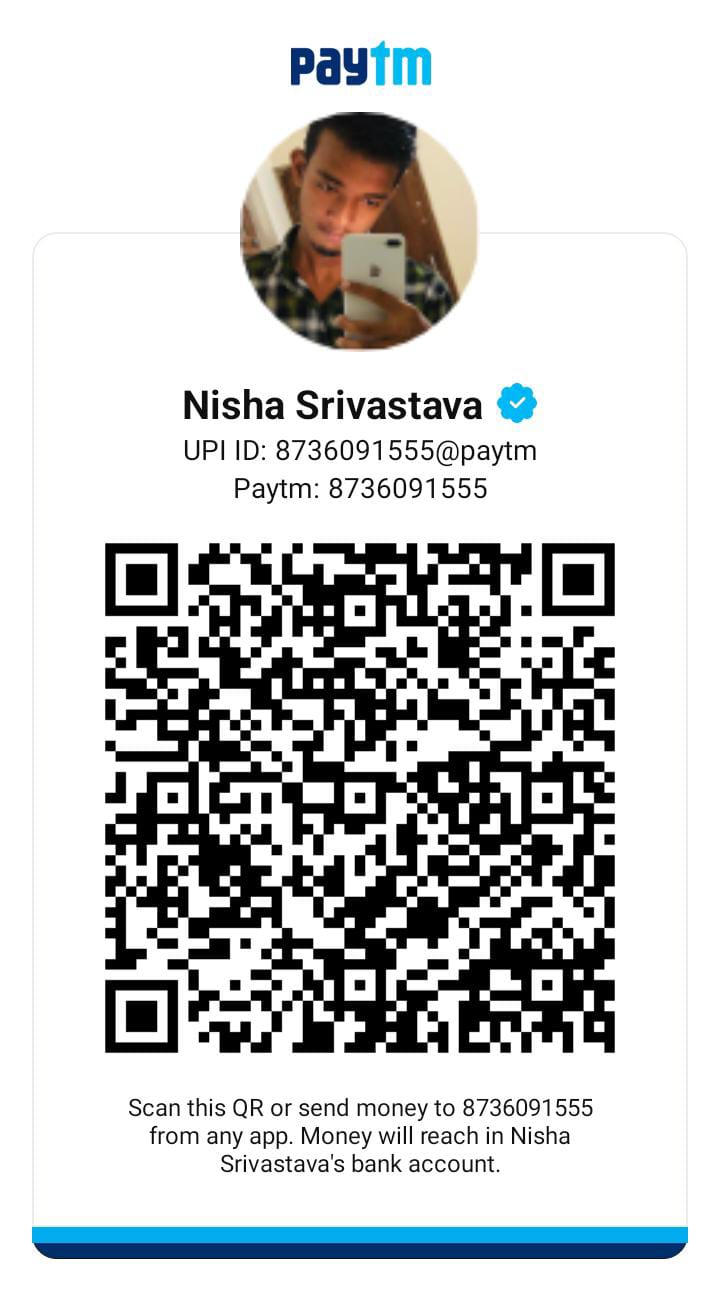 paytm
Nisha Srivastava
UPI ID: 8736091555@paytm
Paytm: 8736091555
Scan this QR or send money to 8736091555
from any app. Money will reach in Nisha
Srivastava's bank account.